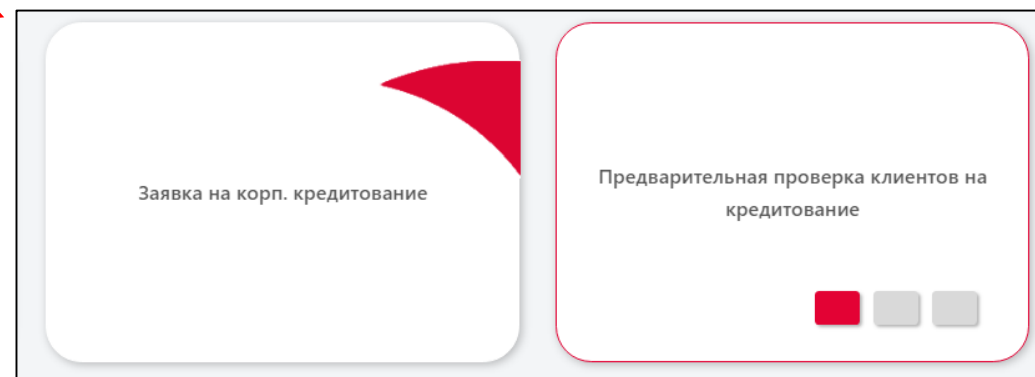 Заявка на корп. кредитование
Предварительная проверка клиентов на
кредитование